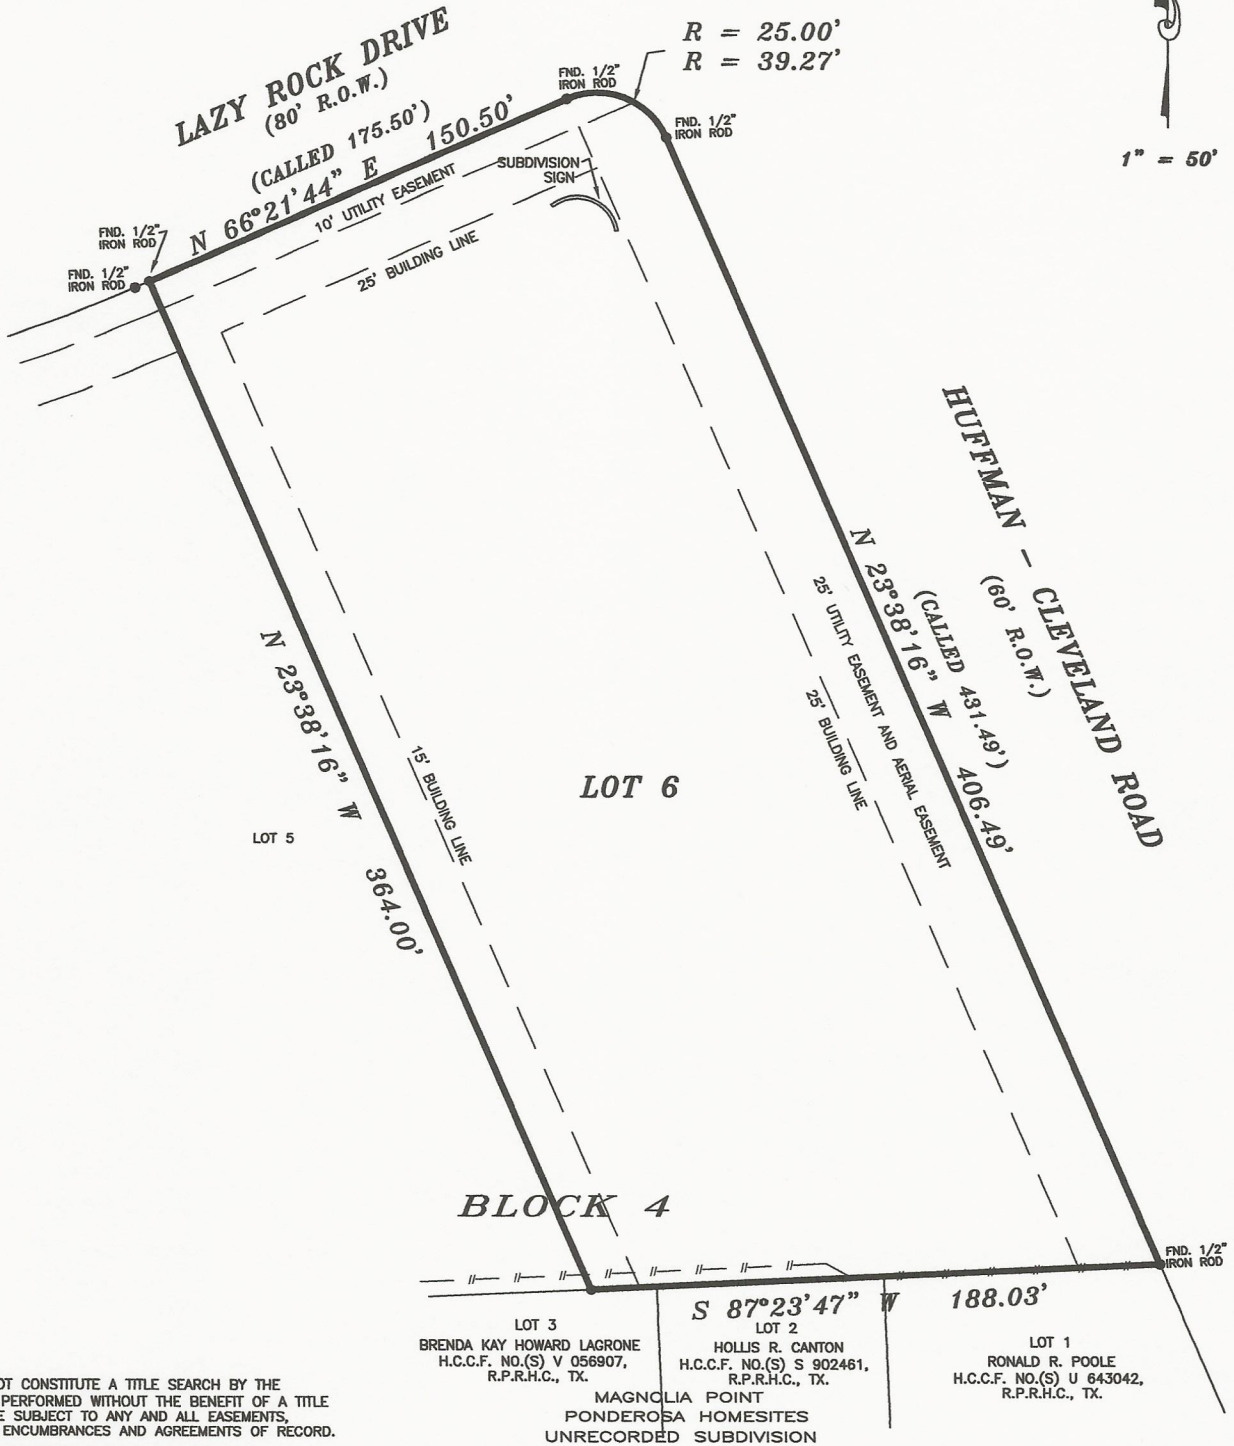 LAZY ROCK DRIVE
(80' R.O.W.)
(CALLED 175.50')
N 66°21'44" E 150.50'
R = 25.00'
R = 39.27'
FND. 1/2"
IRON ROD
FND. 1/2"
IRON ROD
1" = 50'
SUBDIVISION
SIGN
10' UTILITY EASEMENT
25' BUILDING LINE
FND. 1/2"
IRON ROD
FND. 1/2"
IRON ROD
HUFFMAN - CLEVELAND ROAD
(60' R.O.W.)
(CALLED 431.49')
N 23°38'16" W 406.49'
25' UTILITY EASEMENT AND AERIAL EASEMENT
25' BUILDING LINE
N 23°38'16" W 364.00'
15' BUILDING LINE
LOT 6
LOT 5
BLOCK 4
FND. 1/2"
IRON ROD
S 87°23'47" W 188.03'
LOT 3
BRENDA KAY HOWARD LAGRONE
H.C.C.F. NO.(S) V 056907,
R.P.R.H.C., TX.
LOT 2
HOLLIS R. CANTON
H.C.C.F. NO.(S) S 902461,
R.P.R.H.C., TX.
LOT 1
RONALD R. POOLE
H.C.C.F. NO.(S) U 643042,
R.P.R.H.C., TX.
MAGNOLIA POINT
PONDEROSA HOMESITES
UNRECORDED SUBDIVISION
OT CONSTITUTE A TITLE SEARCH BY THE
PERFORMED WITHOUT THE BENEFIT OF A TITLE
E SUBJECT TO ANY AND ALL EASEMENTS,
ENCUMBRANCES AND AGREEMENTS OF RECORD.